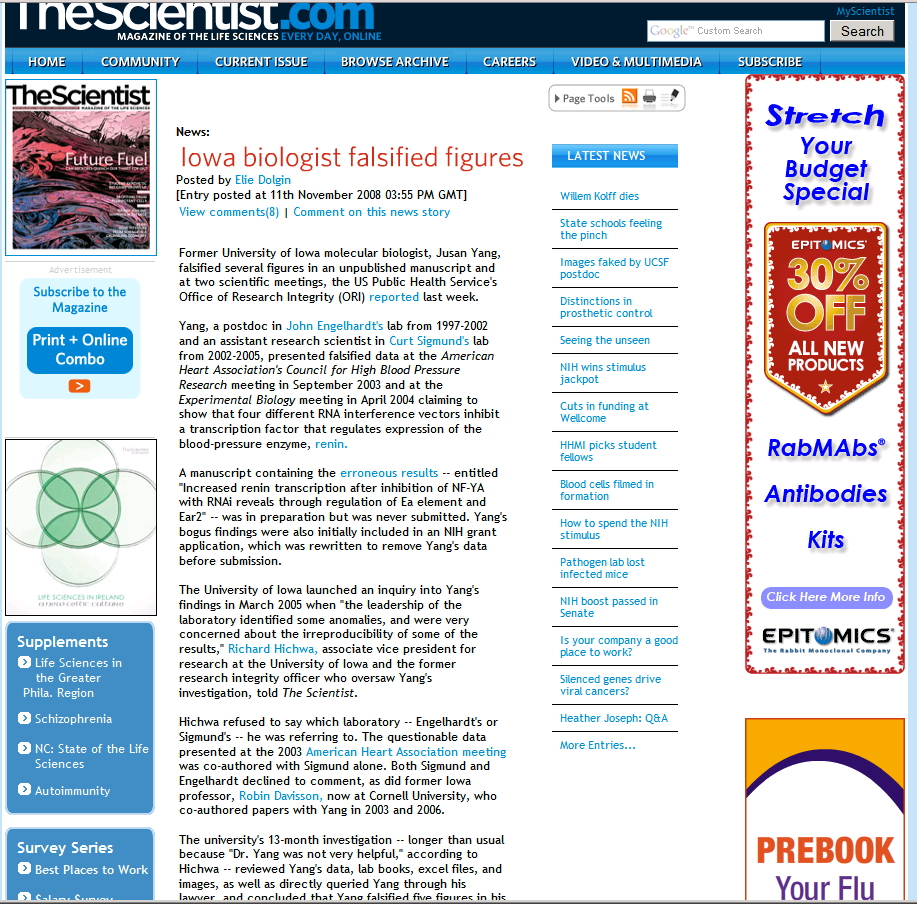 TheScientist.com
MAGAZINE OF THE LIFE SCIENCES EVERY DAY, ONLINE
MyScientist
Google™ Custom Search
Search
HOME
COMMUNITY
CURRENT ISSUE
BROWSE ARCHIVE
CAREERS
VIDEO & MULTIMEDIA
SUBSCRIBE
TheScientist
MAGAZINE OF THE LIFE SCIENCES
Future Fuel
Advertisement
Subscribe to the
Magazine
Print + Online
Combo
TheScientist
LIFE SCIENCES IN IRELAND
a new celtic culture
Supplements
Life Sciences in
the Greater
Phila. Region
Schizophrenia
NC: State of the Life
Sciences
Autoimmunity
Survey Series
Best Places to Work
Salary Survey
Page Tools
News:
Iowa biologist falsified figures
Posted by Elie Dolgin
[Entry posted at 11th November 2008 03:55 PM GMT]
View comments(8) | Comment on this news story
Former University of Iowa molecular biologist, Jusan Yang,
falsified several figures in an unpublished manuscript and
at two scientific meetings, the US Public Health Service's
Office of Research Integrity (ORI) reported last week.
Yang, a postdoc in John Engelhardt's lab from 1997-2002
and an assistant research scientist in Curt Sigmund's lab
from 2002-2005, presented falsified data at the American
Heart Association's Council for High Blood Pressure
Research meeting in September 2003 and at the
Experimental Biology meeting in April 2004 claiming to
show that four different RNA interference vectors inhibit
a transcription factor that regulates expression of the
blood-pressure enzyme, renin.
A manuscript containing the erroneous results -- entitled
"Increased renin transcription after inhibition of NF-YA
with RNAi reveals through regulation of Ea element and
Ear2" -- was in preparation but was never submitted. Yang's
bogus findings were also initially included in an NIH grant
application, which was rewritten to remove Yang's data
before submission.
The University of Iowa launched an inquiry into Yang's
findings in March 2005 when "the leadership of the
laboratory identified some anomalies, and were very
concerned about the irreproducibility of some of the
results," Richard Hichwa, associate vice president for
research at the University of Iowa and the former
research integrity officer who oversaw Yang's
investigation, told The Scientist.
Hichwa refused to say which laboratory -- Engelhardt's or
Sigmund's -- he was referring to. The questionable data
presented at the 2003 American Heart Association meeting
was co-authored with Sigmund alone. Both Sigmund and
Engelhardt declined to comment, as did former Iowa
professor, Robin Davisson, now at Cornell University, who
co-authored papers with Yang in 2003 and 2006.
The university's 13-month investigation -- longer than usual
because "Dr. Yang was not very helpful," according to
Hichwa -- reviewed Yang's data, lab books, excel files, and
images, as well as directly queried Yang through his
lawyer, and concluded that Yang falsified five figures in his
LATEST NEWS
Willem Kolff dies
State schools feeling
the pinch
Images faked by UCSF
postdoc
Distinctions in
prosthetic control
Seeing the unseen
NIH wins stimulus
jackpot
Cuts in funding at
Wellcome
HHMI picks student
fellows
Blood cells filmed in
formation
How to spend the NIH
stimulus
Pathogen lab lost
infected mice
NIH boost passed in
Senate
Is your company a good
place to work?
Silenced genes drive
viral cancers?
Heather Joseph: Q&A
More Entries...
Stretch
Your
Budget
Special
EPITOMICS
30%
OFF
ALL NEW
PRODUCTS
RabMAbs®
Antibodies
Kits
Click Here More Info
EPITOMICS®
The Rabbit Monoclonal Company
PREBOOK
Your Flu